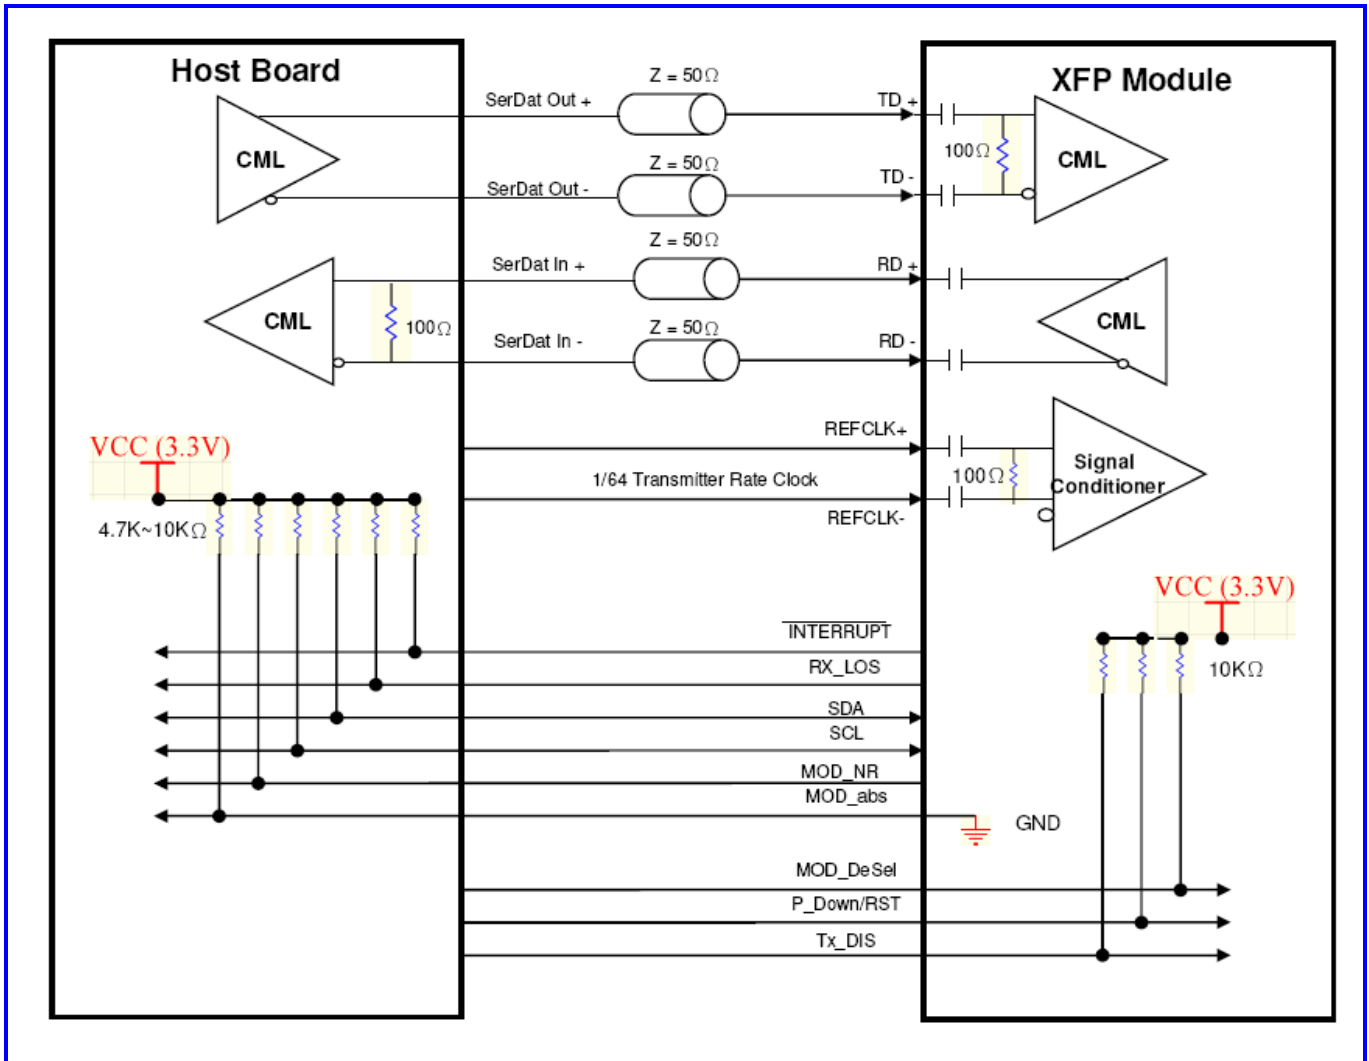 Host Board
XFP Module
Z = 50Ω
SerDat Out +
TD +
CML
100Ω
CML
Z = 50Ω
SerDat Out -
TD -
Z = 50Ω
SerDat In +
RD +
CML
100Ω
CML
Z = 50Ω
SerDat In -
RD -
REFCLK+
VCC (3.3V)
1/64 Transmitter Rate Clock
100Ω
Signal
Conditioner
REFCLK-
4.7K~10KΩ
VCC (3.3V)
10KΩ
INTERRUPT
RX_LOS
SDA
SCL
MOD_NR
MOD_abs
GND
MOD_DeSel
P_Down/RST
Tx_DIS